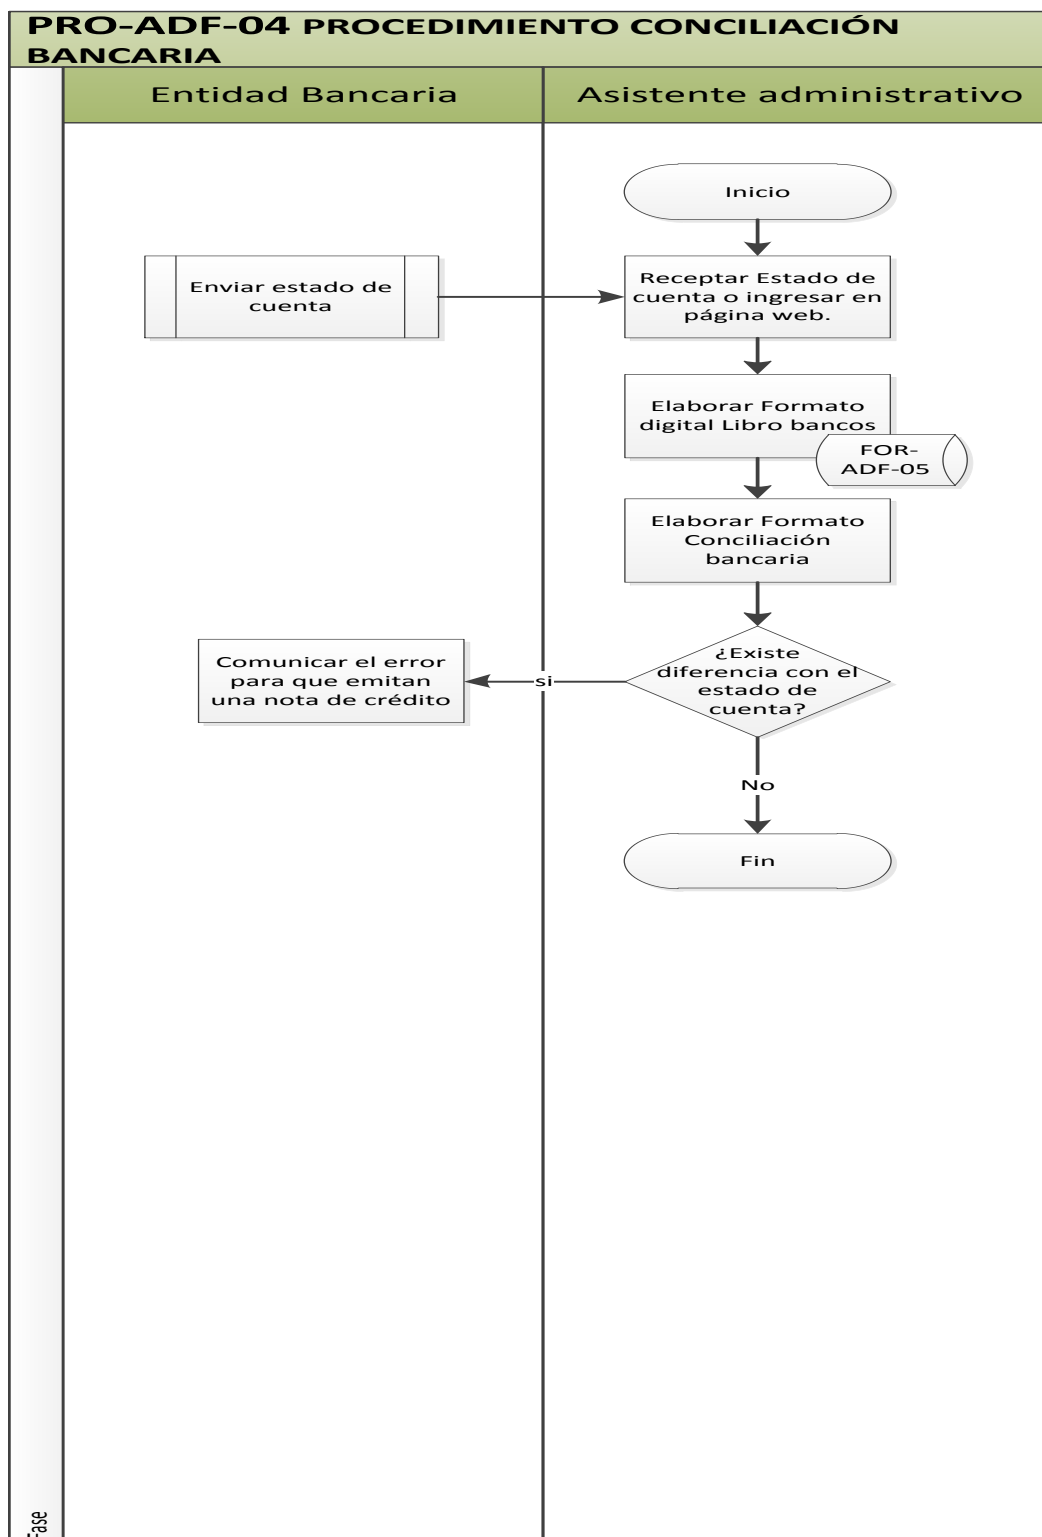 PRO-ADF-04 PROCEDIMIENTO CONCILIACIÓN
BANCARIA
Entidad Bancaria
Asistente administrativo
Inicio
Enviar estado de
cuenta
Receptar Estado de
cuenta o ingresar en
página web.
Elaborar Formato
digital Libro bancos
FOR-
ADF-05
Elaborar Formato
Conciliación
bancaria
¿Existe
diferencia con el
estado de
cuenta?
si
Comunicar el error
para que emitan
una nota de crédito
No
Fin
Fase